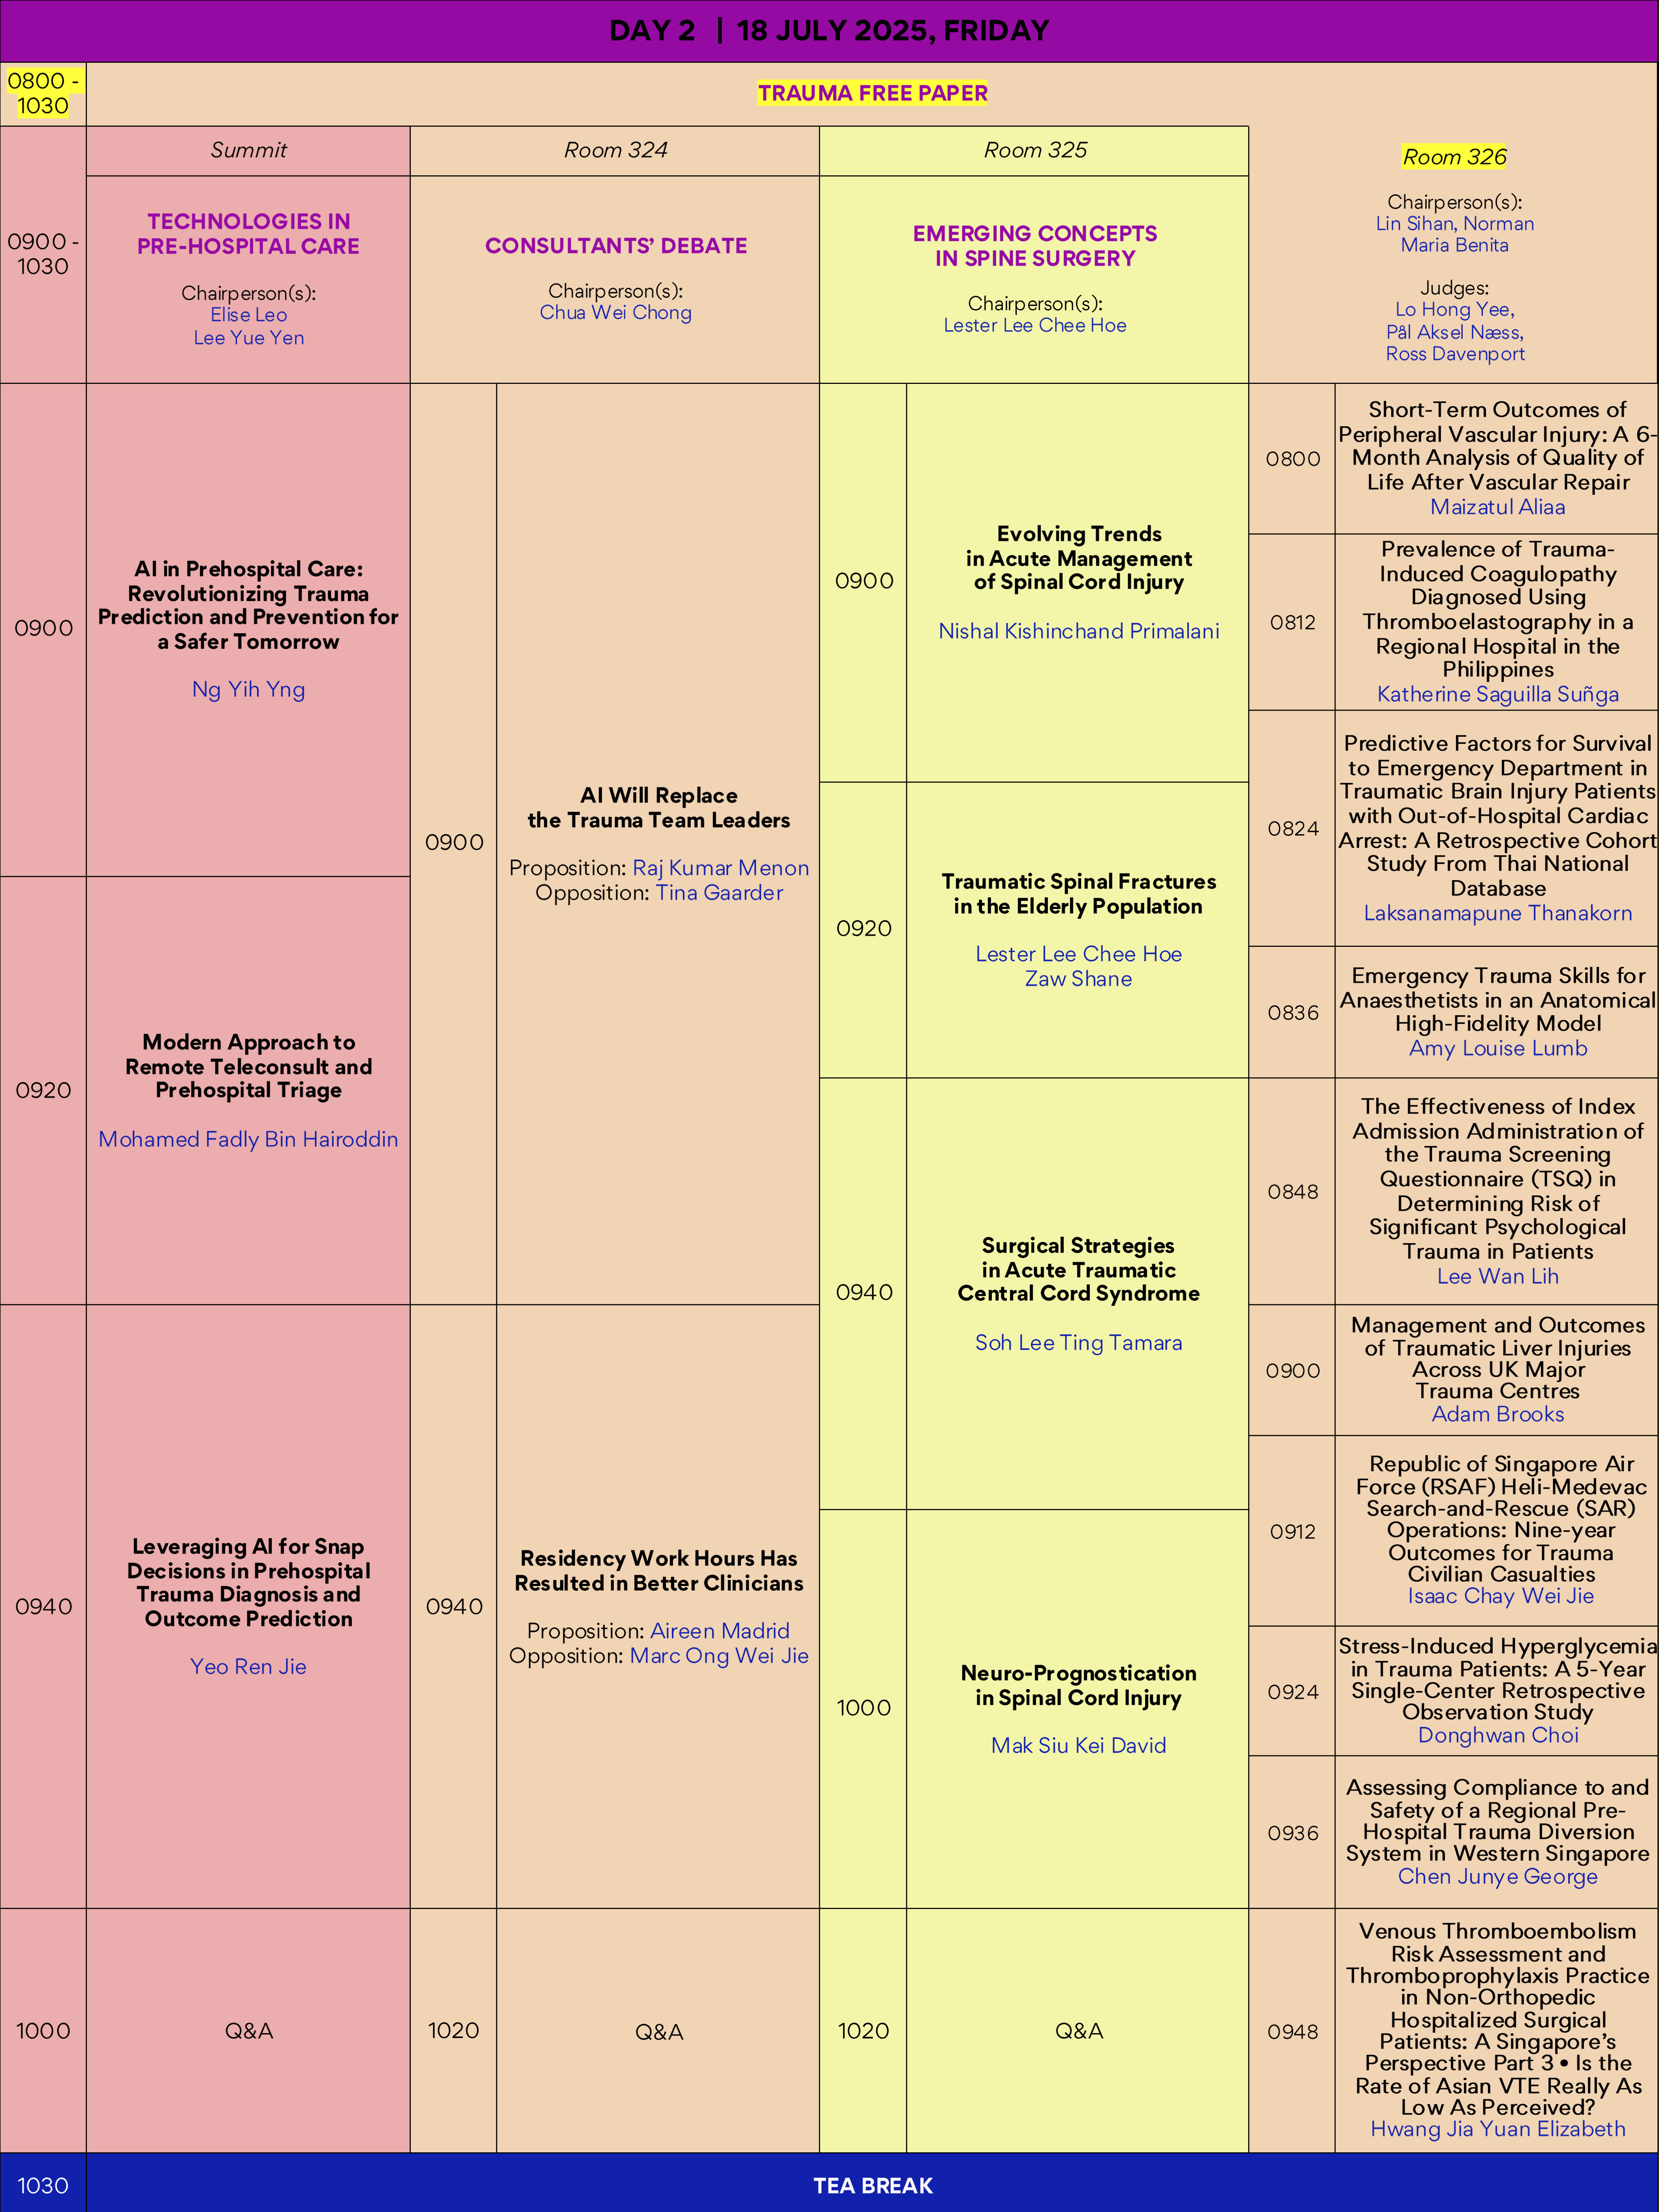 DAY 2 | 18 JULY 2025, FRIDAY
0800 -
1030
TRAUMA FREE PAPER
0900 -
1030
Summit
TECHNOLOGIES IN
PRE-HOSPITAL CARE
Chairperson(s):
Elise Leo
Lee Yue Yen
Room 324
CONSULTANTS’ DEBATE
Chairperson(s):
Chua Wei Chong
Room 325
EMERGING CONCEPTS
IN SPINE SURGERY
Chairperson(s):
Lester Lee Chee Hoe
Room 326
Chairperson(s):
Lin Sihan, Norman
Maria Benita
Judges:
Lo Hong Yee,
Pål Aksel Næss,
Ross Davenport
0900
AI in Prehospital Care:
Revolutionizing Trauma
Prediction and Prevention for
a Safer Tomorrow
Ng Yih Yng
0920
Modern Approach to
Remote Teleconsult and
Prehospital Triage
Mohamed Fadly Bin Hairoddin
0940
Leveraging AI for Snap
Decisions in Prehospital
Trauma Diagnosis and
Outcome Prediction
Yeo Ren Jie
1000
Q&A
0900
AI Will Replace
the Trauma Team Leaders
Proposition: Raj Kumar Menon
Opposition: Tina Gaarder
0940
Residency Work Hours Has
Resulted in Better Clinicians
Proposition: Aireen Madrid
Opposition: Marc Ong Wei Jie
1020
Q&A
0900
Evolving Trends
in Acute Management
of Spinal Cord Injury
Nishal Kishinchand Primalani
0920
Traumatic Spinal Fractures
in the Elderly Population
Lester Lee Chee Hoe
Zaw Shane
0940
Surgical Strategies
in Acute Traumatic
Central Cord Syndrome
Soh Lee Ting Tamara
1000
Neuro-Prognostication
in Spinal Cord Injury
Mak Siu Kei David
1020
Q&A
0800
Short-Term Outcomes of
Peripheral Vascular Injury: A 6-
Month Analysis of Quality of
Life After Vascular Repair
Maizatul Aliaa
0812
Prevalence of Trauma-
Induced Coagulopathy
Diagnosed Using
Thromboelastography in a
Regional Hospital in the
Philippines
Katherine Saguilla Suñga
0824
Predictive Factors for Survival
to Emergency Department in
Traumatic Brain Injury Patients
with Out-of-Hospital Cardiac
Arrest: A Retrospective Cohort
Study From Thai National
Database
Laksanamapune Thanakorn
0836
Emergency Trauma Skills for
Anaesthetists in an Anatomical
High-Fidelity Model
Amy Louise Lumb
0848
The Effectiveness of Index
Admission Administration of
the Trauma Screening
Questionnaire (TSQ) in
Determining Risk of
Significant Psychological
Trauma in Patients
Lee Wan Lih
0900
Management and Outcomes
of Traumatic Liver Injuries
Across UK Major
Trauma Centres
Adam Brooks
0912
Republic of Singapore Air
Force (RSAF) Heli-Medevac
Search-and-Rescue (SAR)
Operations: Nine-year
Outcomes for Trauma
Civilian Casualties
Isaac Chay Wei Jie
0924
Stress-Induced Hyperglycemia
in Trauma Patients: A 5-Year
Single-Center Retrospective
Observation Study
Donghwan Choi
0936
Assessing Compliance to and
Safety of a Regional Pre-
Hospital Trauma Diversion
System in Western Singapore
Chen Junye George
0948
Venous Thromboembolism
Risk Assessment and
Thromboprophylaxis Practice
in Non-Orthopedic
Hospitalized Surgical
Patients: A Singapore’s
Perspective Part 3 • Is the
Rate of Asian VTE Really As
Low As Perceived?
Hwang Jia Yuan Elizabeth
1030
TEA BREAK